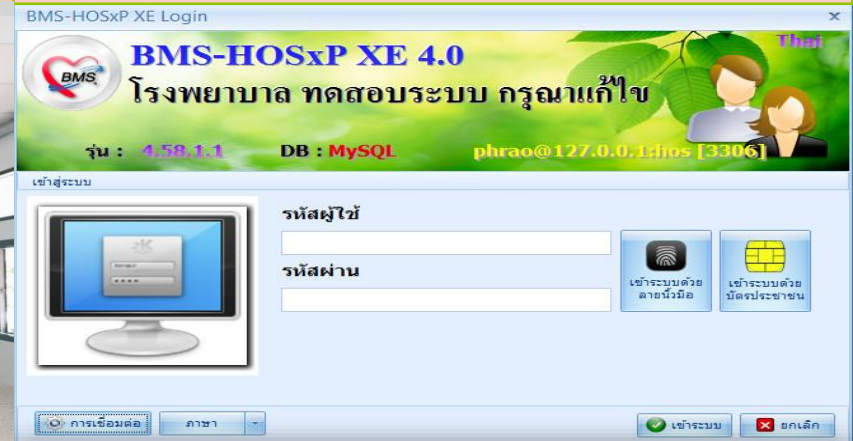 BMS-HOSxP XE Login
Thai
BMS
BMS-HOSxP XE 4.0
โรงพยาบาล ทดสอบระบบ กรุณาแก้ไข
รุ่น : 4.58.1.1 DB : MySQL phrao@127.0.0.1:hos [3306]
เข้าสู่ระบบ
รหัสผู้ใช้
รหัสผ่าน
เข้าระบบด้วย
ลายนิ้วมือ
เข้าระบบด้วย
บัตรประชาชน
การเชื่อมต่อ ภาษา เข้าระบบ ยกเลิก